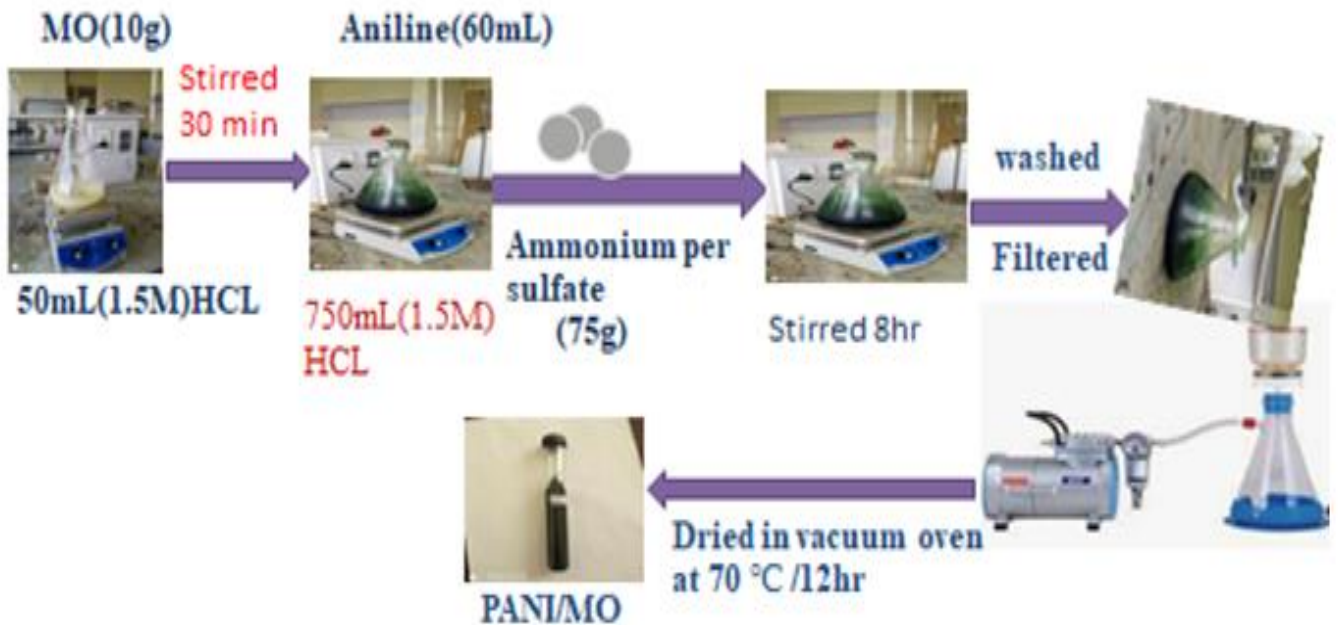 MO(10g)
Aniline(60mL)
Stirred
30 min
50mL(1.5M)HCL
750mL(1.5M)
HCL
Ammonium per
sulfate
(75g)
Stirred 8hr
washed
Filtered
Dried in vacuum oven
at 70 °C /12hr
PANI/MO